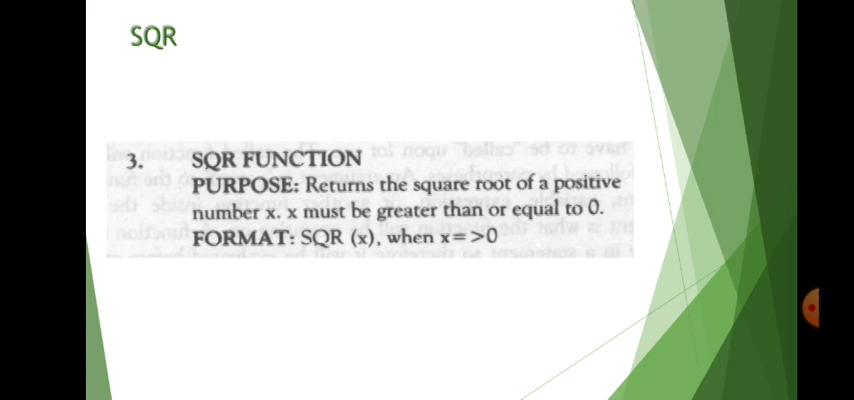 SQR
3. SQR FUNCTION
PURPOSE: Returns the square root of a positive
number x. x must be greater than or equal to 0.
FORMAT: SQR (x), when x=>0